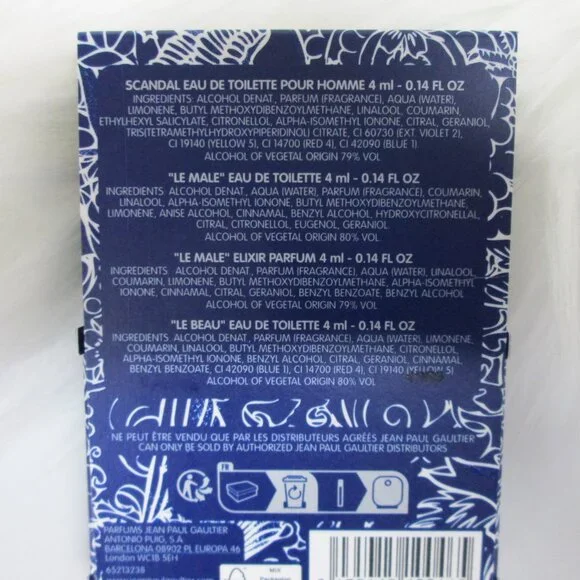 SCANDAL EAU DE TOILETTE POUR HOMME 4 ml - 0.14 FL OZ
INGREDIENTS: ALCOHOL DENAT., PARFUM (FRAGRANCE), AQUA (WATER),
LIMONENE, BUTYL METHOXYDIBENZOYLMETHANE, LINALOOL, COUMARIN,
ETHYLHEXYL SALICYLATE, CITRONELLOL, ALPHA-ISOMETHYL IONONE, CITRAL, GERANIOL,
TRIS(TETRAMETHYLHYDROXYPIPERIDINOL) CITRATE, CI 60730 (EXT. VIOLET 2),
CI 19140 (YELLOW 5), CI 14700 (RED 4), CI 42090 (BLUE 1).
ALCOHOL OF VEGETAL ORIGIN 79% VOL
"LE MALE" EAU DE TOILETTE 4 ml - 0.14 FL OZ
INGREDIENTS: ALCOHOL DENAT., AQUA (WATER), PARFUM (FRAGRANCE), COUMARIN,
LINALOOL, ALPHA-ISOMETHYL IONONE, BUTYL METHOXYDIBENZOYLMETHANE,
LIMONENE, ANISE ALCOHOL, CINNAMAL, BENZYL ALCOHOL, HYDROXYCITRONELLAL,
CITRAL, CITRONELLOL, EUGENOL, GERANIOL.
ALCOHOL OF VEGETAL ORIGIN 80% VOL
"LE MALE" ELIXIR PARFUM 4 ml - 0.14 FL OZ
INGREDIENTS: ALCOHOL DENAT., PARFUM (FRAGRANCE), AQUA (WATER), LINALOOL,
COUMARIN, LIMONENE, BUTYL METHOXYDIBENZOYLMETHANE, ALPHA-ISOMETHYL
IONONE, CINNAMAL, CITRAL, GERANIOL, BENZYL BENZOATE, BENZYL ALCOHOL
ALCOHOL OF VEGETAL ORIGIN 79% VOL
"LE BEAU" EAU DE TOILETTE 4 ml - 0.14 FL OZ
INGREDIENTS: ALCOHOL DENAT., PARFUM (FRAGRANCE), AQUA (WATER), LIMONENE,
COUMARIN, LINALOOL, BUTYL METHOXYDIBENZOYLMETHANE, CITRONELLOL,
ALPHA-ISOMETHYL IONONE, BENZYL ALCOHOL, CITRAL, GERANIOL, CINNAMAL,
BENZYL BENZOATE, CI 42090 (BLUE 1), CI 14700 (RED 4), CI 19140 (YELLOW 5)
ALCOHOL OF VEGETAL ORIGIN 80% VOL
NE PEUT ÊTRE VENDU QUE PAR LES DISTRIBUTEURS AGRÉÉS JEAN PAUL GAULTIER
CAN ONLY BE SOLD BY AUTHORIZED JEAN PAUL GAULTIER DISTRIBUTORS
FR
PARFUMS JEAN PAUL GAULTIER
ANTONIO PUIG, S.A
BARCELONA 08902 PL EUROPA 46
London WC1B 5EH
65213238
MIX